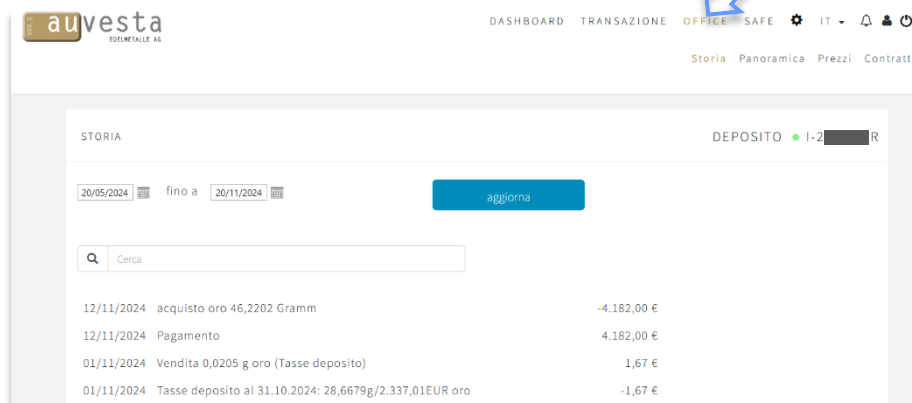 auvesta
EDELMETALLE AG
DASHBOARD TRANSAZIONE OFFICE SAFE IT
Storia Panoramica Prezzi Contratt
STORIA
DEPOSITO I-2 R
20/05/2024 fino a 20/11/2024 aggiorna
Cerca
12/11/2024 acquisto oro 46,2202 Gramm -4.182,00 €
12/11/2024 Pagamento 4.182,00 €
01/11/2024 Vendita 0,0205 g oro (Tasse deposito) 1,67 €
01/11/2024 Tasse deposito al 31.10.2024: 28,6679g/2.337,01EUR oro -1,67 €